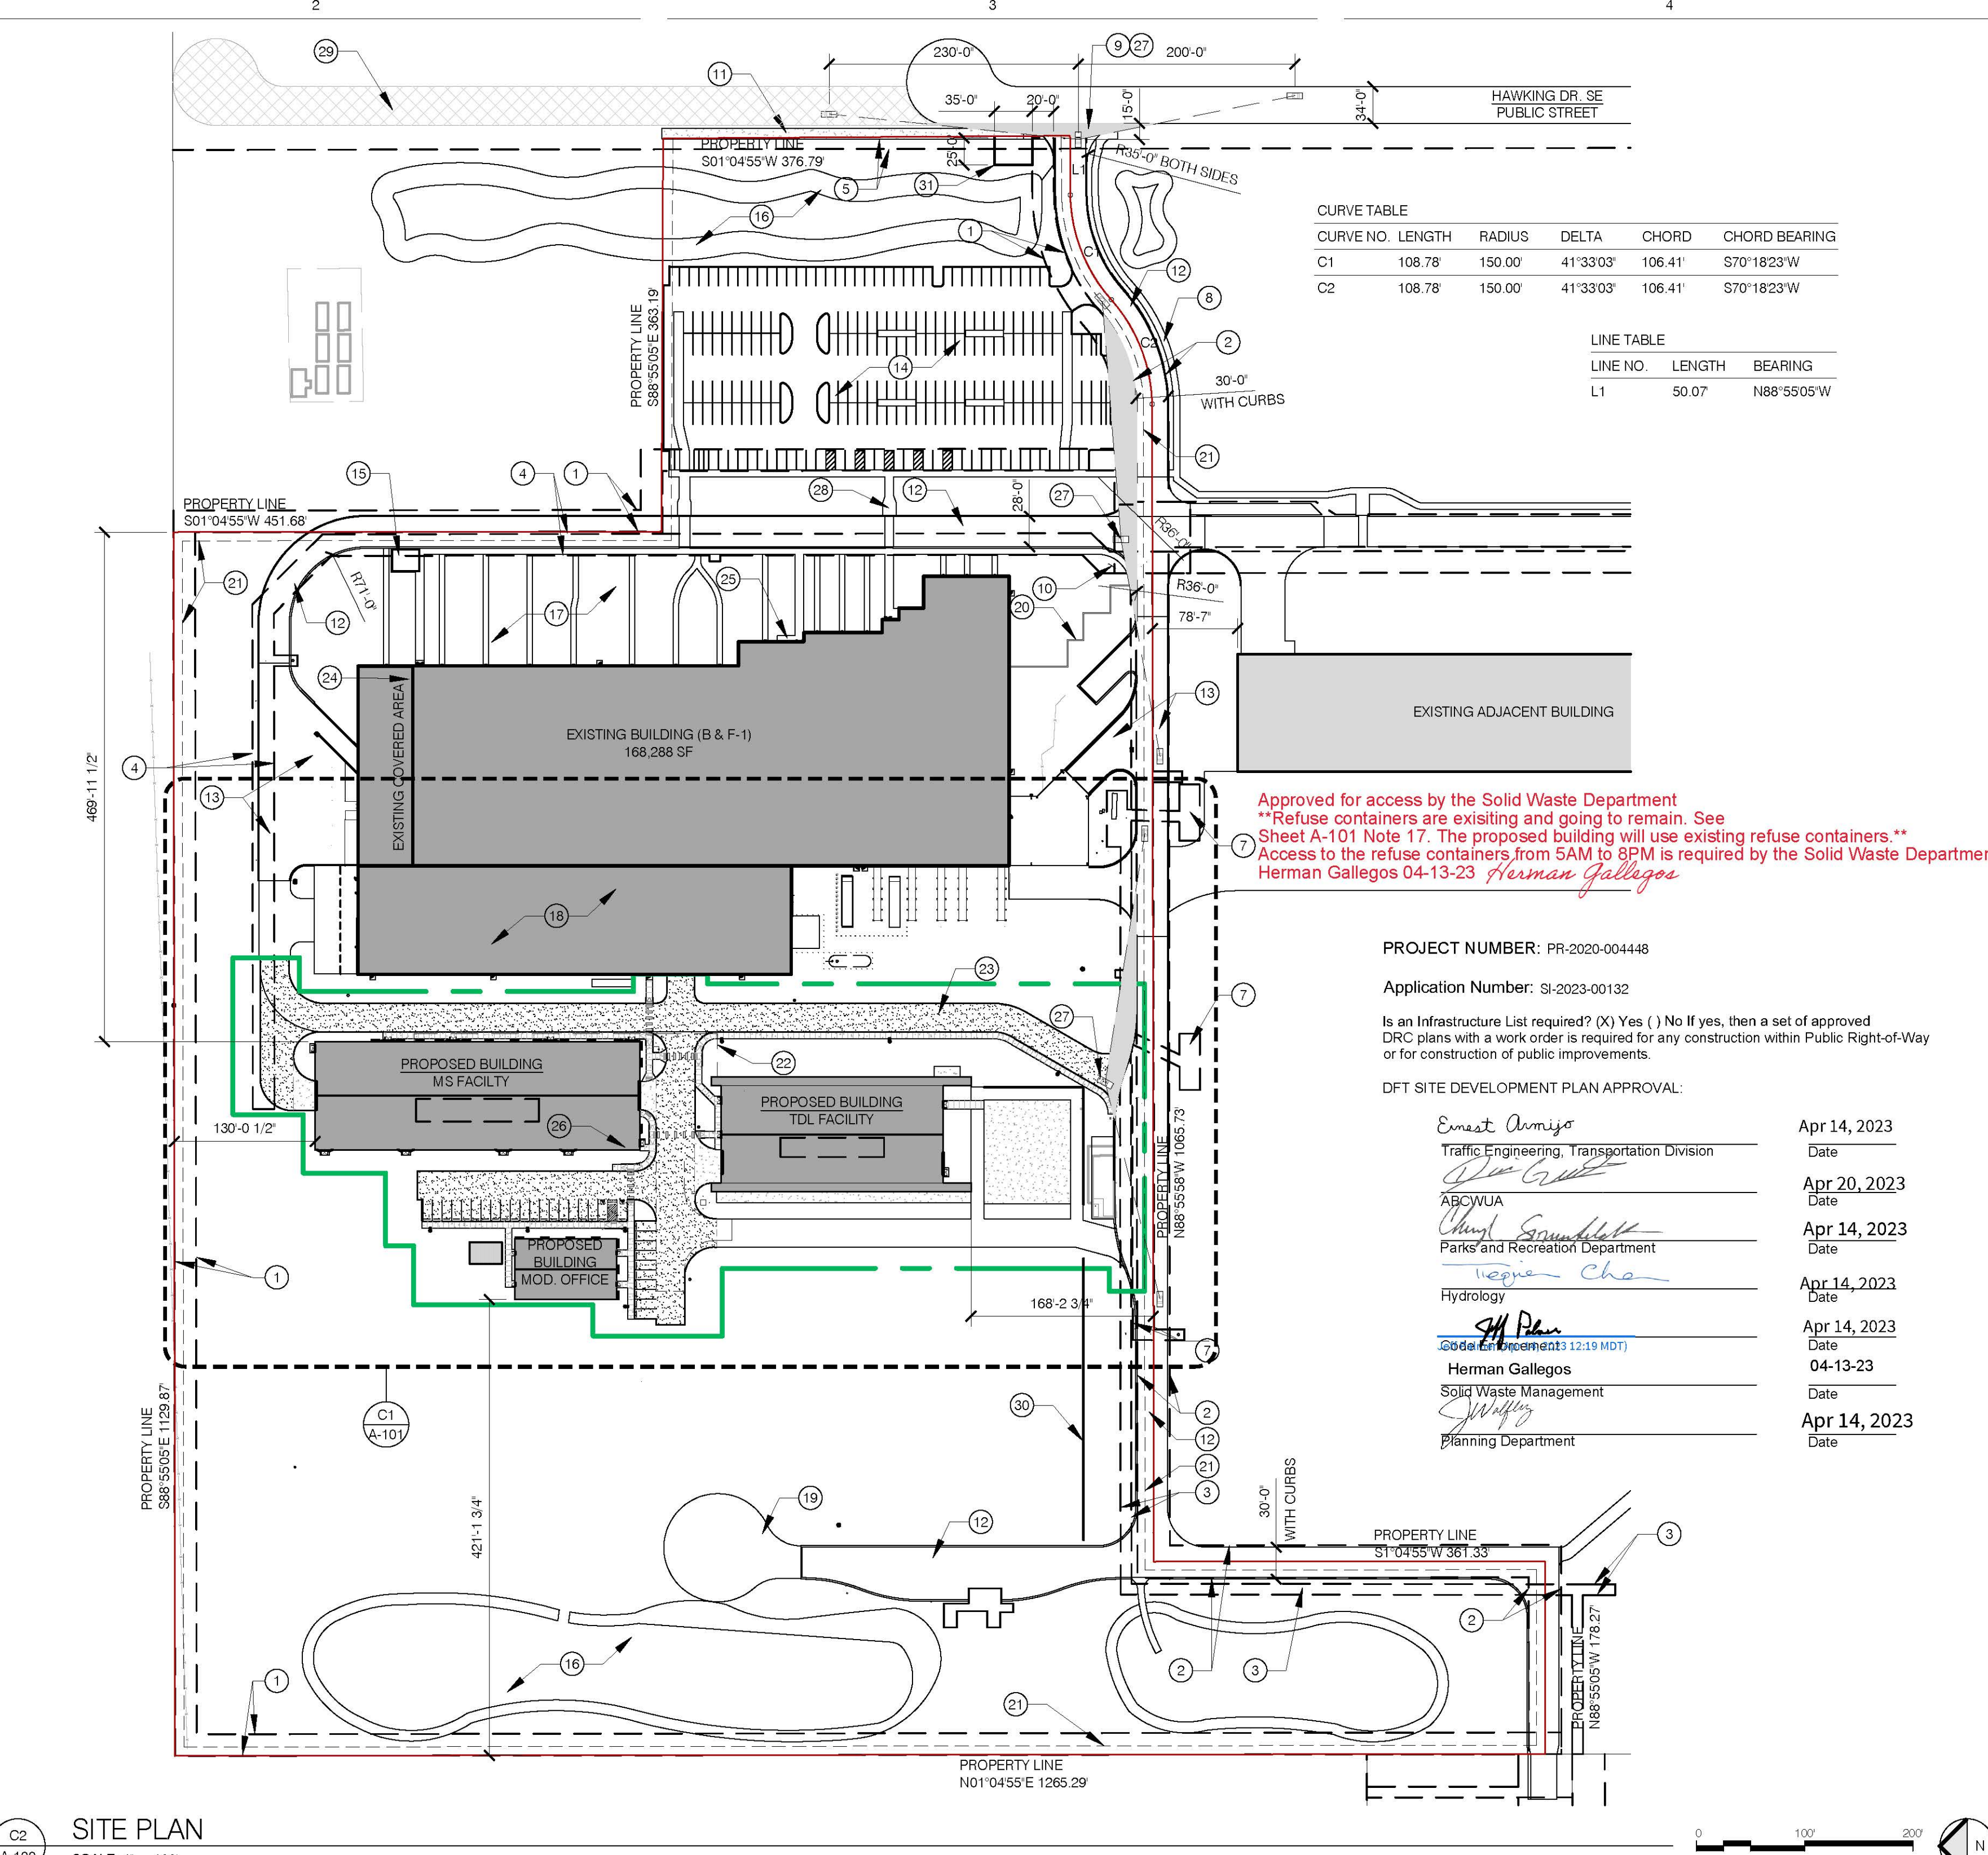 2
3
4
29
11
230'-0"
9
27
200'-0"
35'-0"
20'-0"
15'-0"
34'-0"
HAWKING DR. SE
PUBLIC STREET
PROPERTY LINE
S01°04'55"W 376.79'
25'-0"
5
31
L1
R35'-0" BOTH SIDES
16
1
C1
12
8
C2
2
30'-0"
WITH CURBS
14
PROPERTY LINE
S88°55'05"E 363.19'
CURVE TABLE
CURVE NO. LENGTH RADIUS DELTA CHORD CHORD BEARING
C1 108.78' 150.00' 41°33'03" 106.41' S70°18'23"W
C2 108.78' 150.00' 41°33'03" 106.41' S70°18'23"W
LINE TABLE
LINE NO. LENGTH BEARING
L1 50.07' N88°55'05"W
21
15
4
1
28
12
28'-0"
27
R36'-0"
PROPERTY LINE
S01°04'55"W 451.68'
21
R71'-0"
12
17
25
10
20
R36'-0"
78'-7"
24
EXISTING COVERED AREA
EXISTING BUILDING (B & F-1)
168,288 SF
13
EXISTING ADJACENT BUILDING
469'-11 1/2"
4
13
7
Approved for access by the Solid Waste Department
**Refuse containers are exisiting and going to remain. See
Sheet A-101 Note 17. The proposed building will use existing refuse containers.**
Access to the refuse containers from 5AM to 8PM is required by the Solid Waste Departmen
Herman Gallegos 04-13-23 Herman Gallegos
18
23
7
27
22
PROPOSED BUILDING
MS FACILTY
PROPOSED BUILDING
TDL FACILITY
26
130'-0 1/2"
PROPERTY LINE
N88°55'58"W 1065.73'
PROPOSED
BUILDING
MOD. OFFICE
1
168'-2 3/4"
7
PROJECT NUMBER: PR-2020-004448
Application Number: SI-2023-00132
Is an Infrastructure List required? (X) Yes ( ) No If yes, then a set of approved
DRC plans with a work order is required for any construction within Public Right-of-Way
or for construction of public improvements.
DFT SITE DEVELOPMENT PLAN APPROVAL:
Ernest Armijo
Apr 14, 2023
Traffic Engineering, Transportation Division
Date
Apr 20, 2023
ABCWUA
Date
Apr 14, 2023
Parks and Recreation Department
Date
Apr 14, 2023
Hydrology
Date
Jeff Palmer
Apr 14, 2023
Date
Herman Gallegos
04-13-23
Solid Waste Management
Date
Apr 14, 2023
Planning Department
Date
C1
A-101
30
2
12
21
3
PROPERTY LINE
S88°55'05"E 1129.87'
421'-1 3/4"
19
12
30'-0"
WITH CURBS
PROPERTY LINE
S1°04'55"W 361.33'
3
2
16
2
3
PROPERTY LINE
N88°55'05"W 178.27'
1
21
PROPERTY LINE
N01°04'55"E 1265.29'
C2
SITE PLAN
0
100'
200'
N